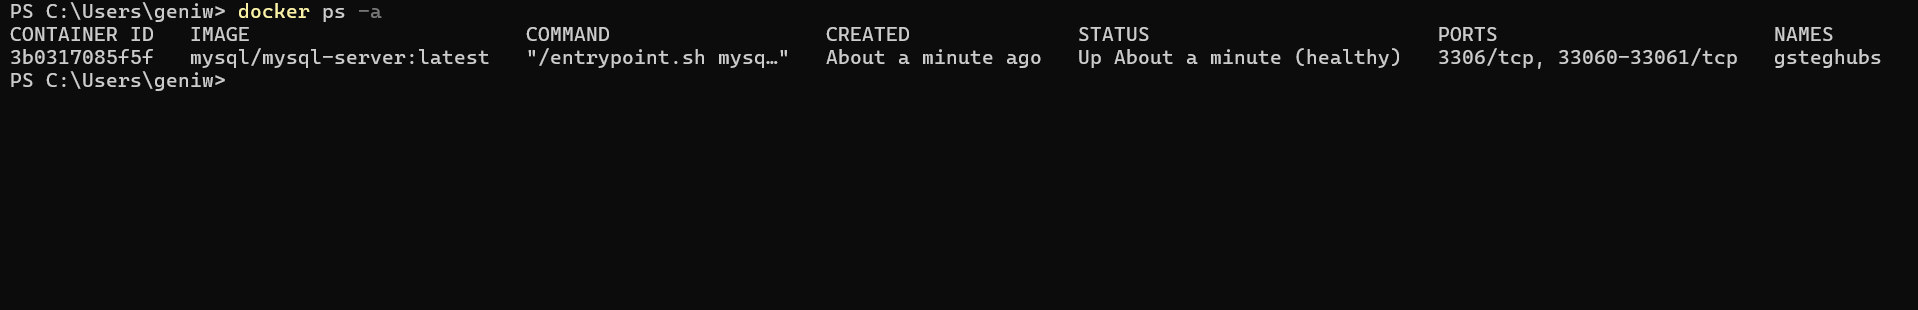 PS C:\Users\geniw> docker ps -a
CONTAINER ID   IMAGE                       COMMAND                  CREATED              STATUS                        PORTS                       NAMES
3b0317085f5f   mysql/mysql-server:latest   "/entrypoint.sh mysq…"   About a minute ago   Up About a minute (healthy)   3306/tcp, 33060-33061/tcp   gsteghubs
PS C:\Users\geniw>